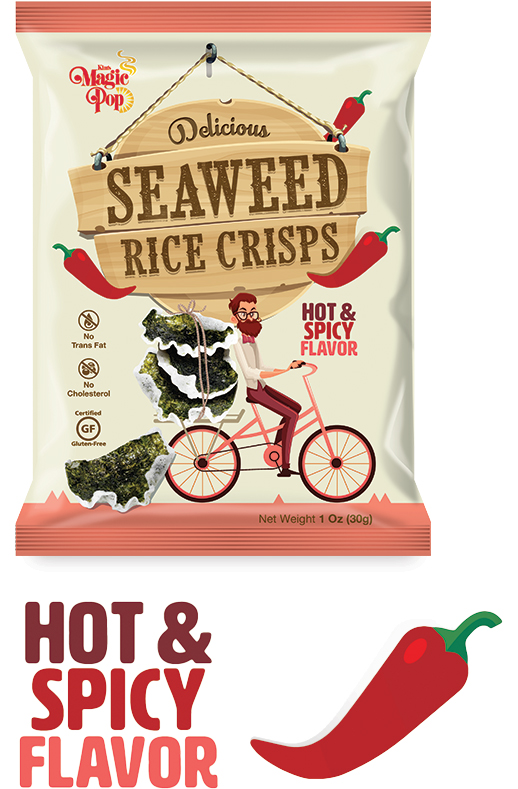 Kim's
Magic
Pop
Delicious
SEAWEED
RICE CRISPS
HOT &
SPICY
FLAVOR
No
Trans Fat
No
Cholesterol
Certified
GF
Gluten-Free
Net Weight 1 Oz (30g)
HOT &
SPICY
FLAVOR